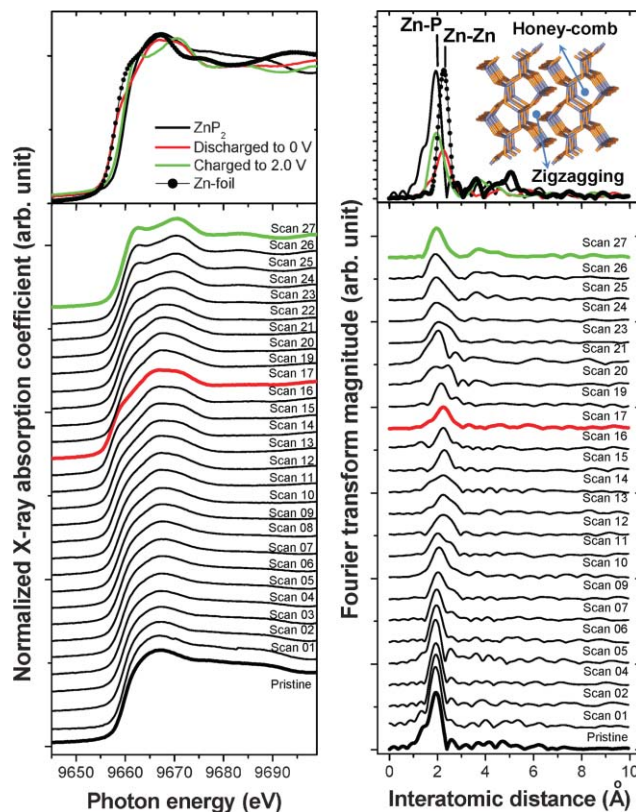 Normalized X-ray absorption coefficient (arb. unit)
ZnP2
Discharged to 0 V
Charged to 2.0 V
Zn-foil
Scan 27
Scan 26
Scan 25
Scan 24
Scan 23
Scan 22
Scan 21
Scan 20
Scan 19
Scan 17
Scan 16
Scan 15
Scan 14
Scan 13
Scan 12
Scan 11
Scan 10
Scan 09
Scan 08
Scan 07
Scan 06
Scan 05
Scan 04
Scan 03
Scan 02
Scan 01
Pristine
9650 9660 9670 9680 9690
Photon energy (eV)
Fourier transform magnitude (arb. unit)
Zn-P
Zn-Zn
Honey-comb
Zigzagging
Scan 27
Scan 26
Scan 25
Scan 24
Scan 23
Scan 21
Scan 20
Scan 19
Scan 17
Scan 16
Scan 15
Scan 14
Scan 13
Scan 12
Scan 11
Scan 10
Scan 09
Scan 07
Scan 06
Scan 05
Scan 04
Scan 02
Scan 01
Pristine
0 2 4 6 8 10
Interatomic distance (Å)